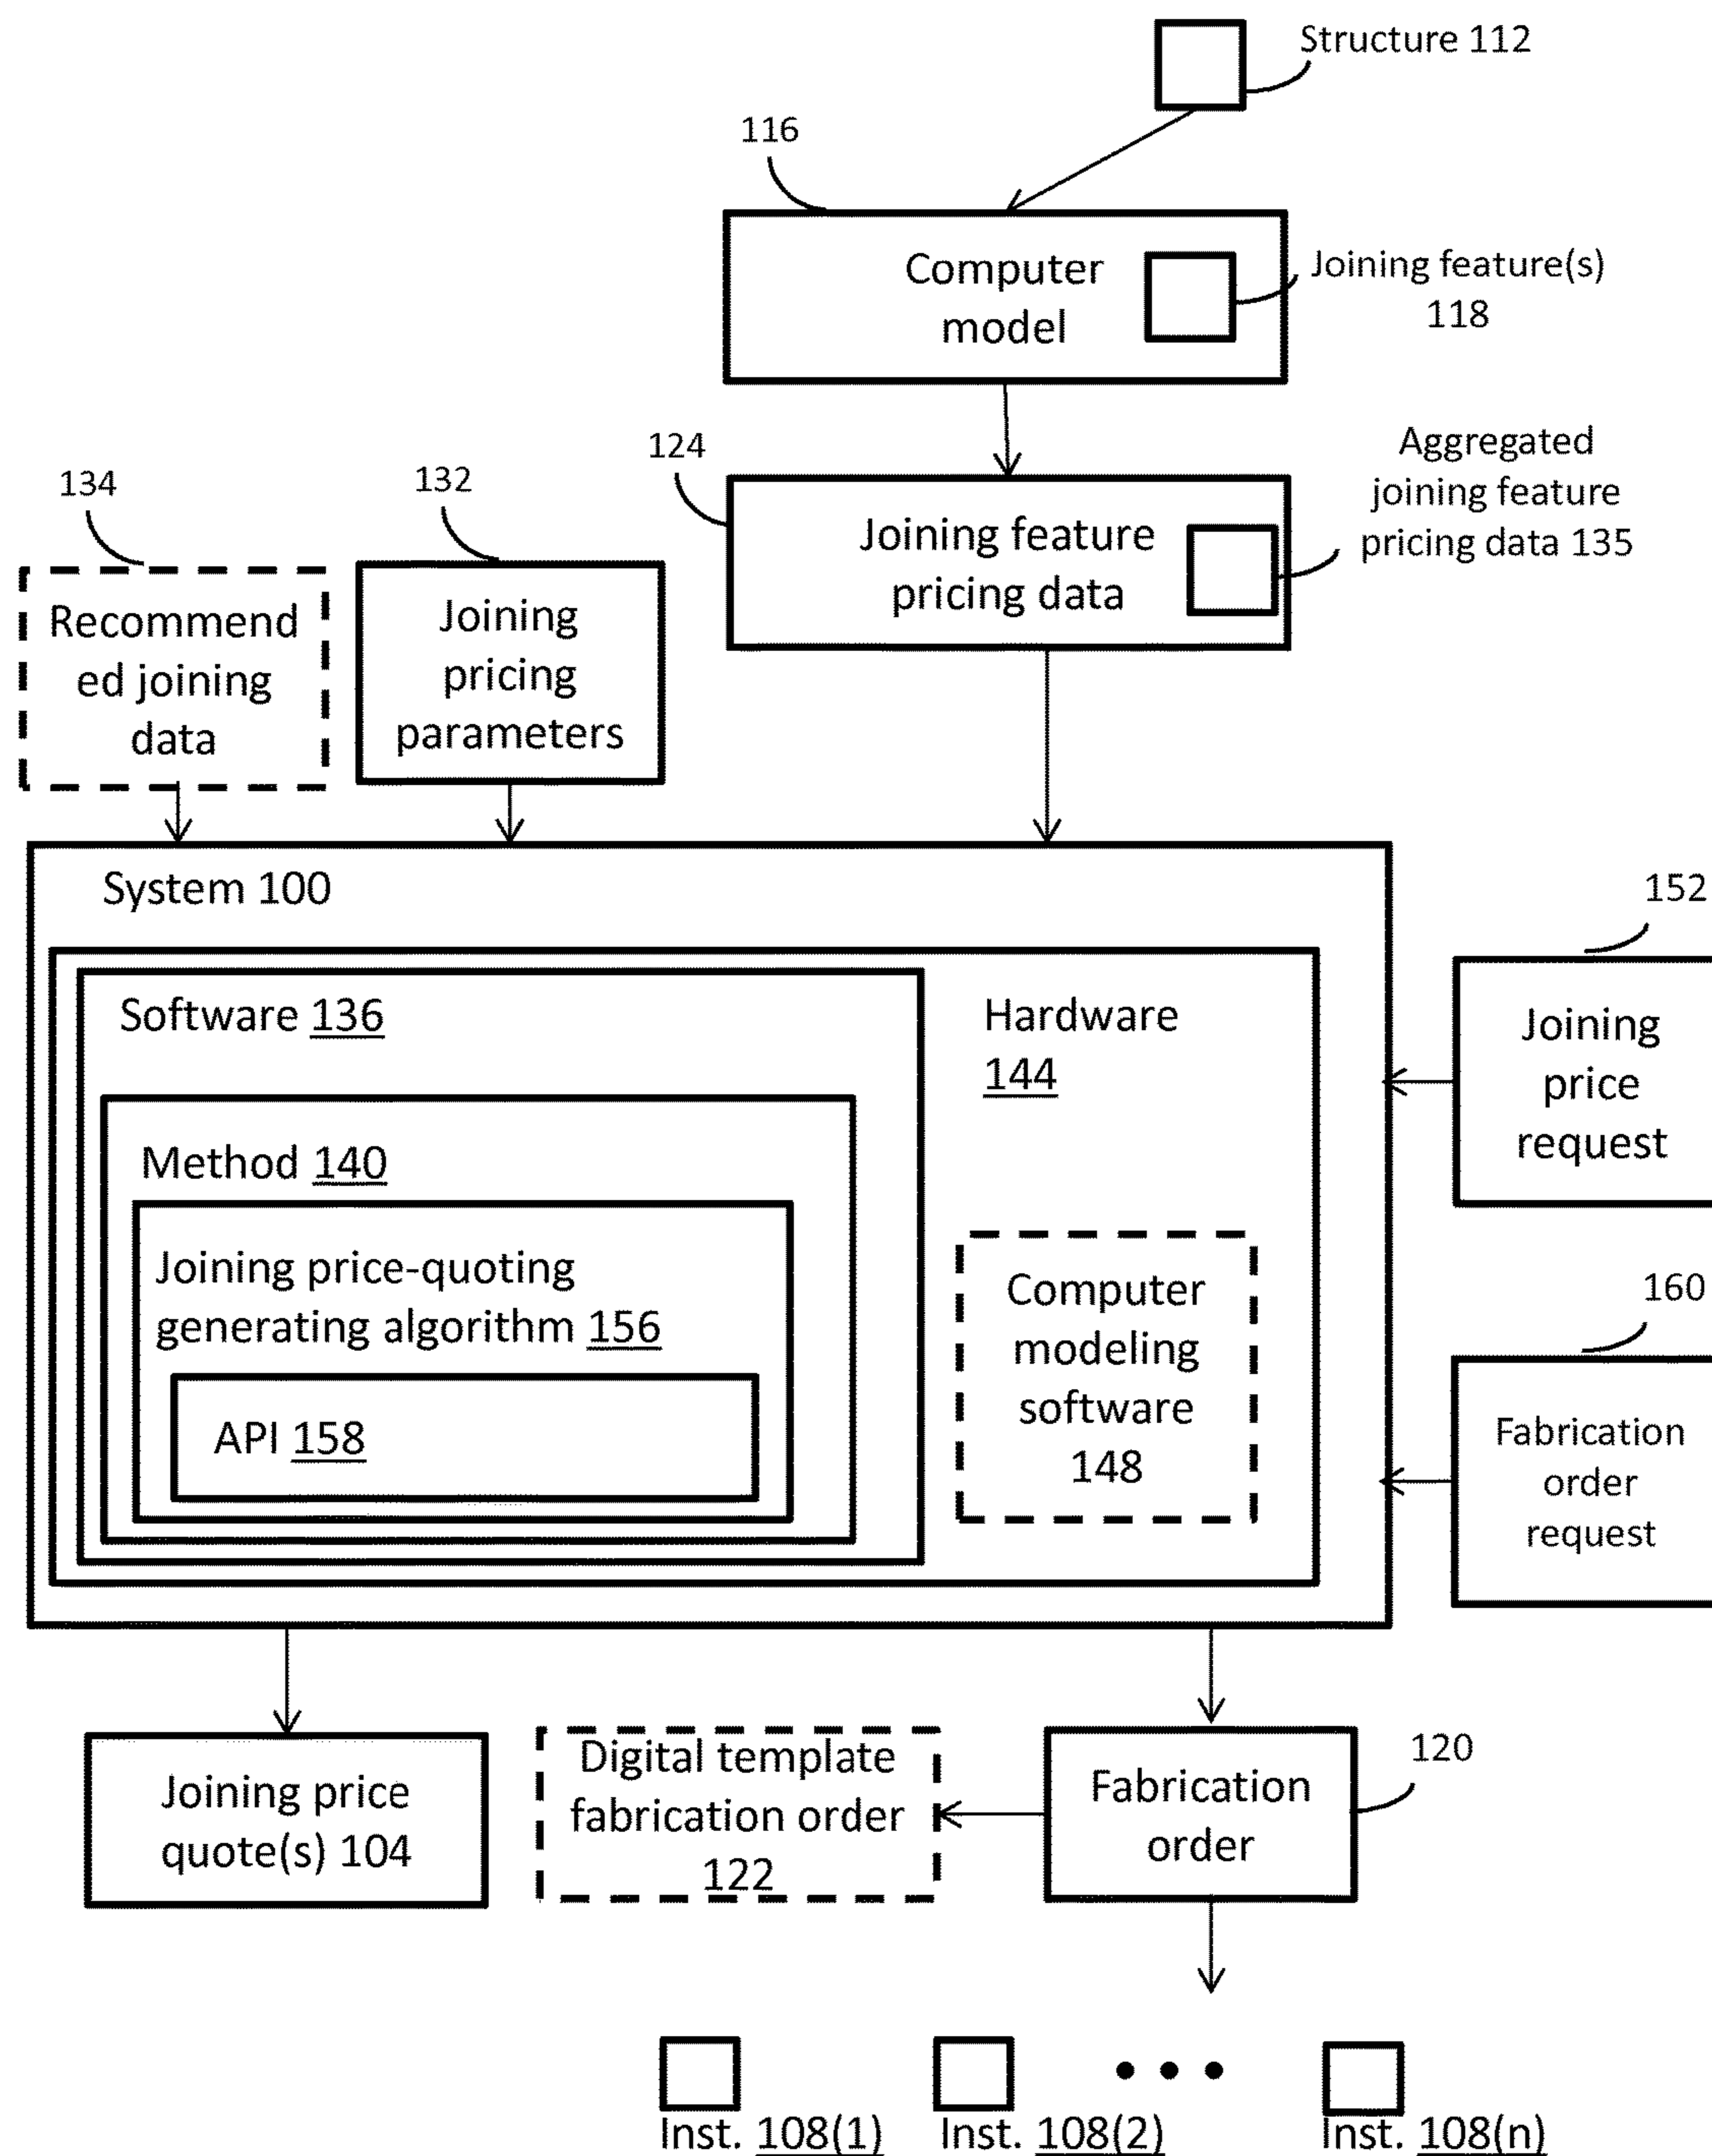 Structure 112
116
Computer
model
Joining feature(s)
118
124
Joining feature
pricing data
Aggregated
joining feature
pricing data 135
134
Recommend
ed joining
data
132
Joining
pricing
parameters
System 100
Software 136
Hardware
144
Method 140
Joining price-quoting
generating algorithm 156
API 158
Computer
modeling
software
148
152
Joining
price
request
160
Fabrication
order
request
Joining price
quote(s) 104
Digital template
fabrication order
122
Fabrication
order
120
Inst. 108(1)
Inst. 108(2)
• • •
Inst. 108(n)